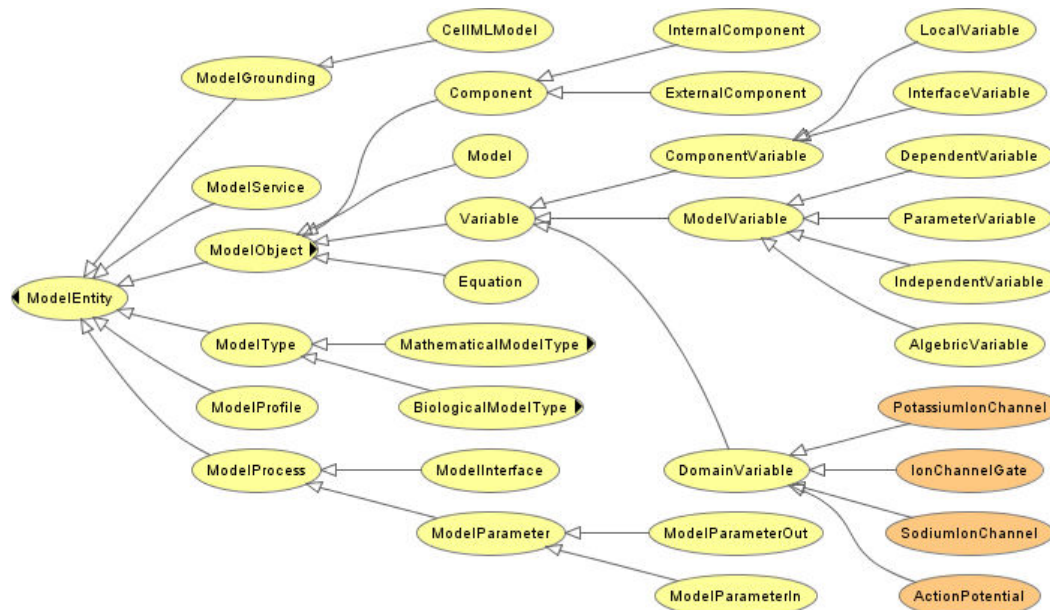 CellMLModel
InternalComponent
LocalVariable
ModelGrounding
Component
ExternalComponent
InterfaceVariable
Model
ComponentVariable
DependentVariable
ModelService
Variable
ModelVariable
ParameterVariable
ModelObject
Equation
IndependentVariable
ModelEntity
ModelType
MathematicalModelType
AlgebricVariable
ModelProfile
BiologicalModelType
PotassiumIonChannel
ModelProcess
ModelInterface
DomainVariable
IonChannelGate
ModelParameter
ModelParameterOut
SodiumIonChannel
ModelParameterIn
ActionPotential